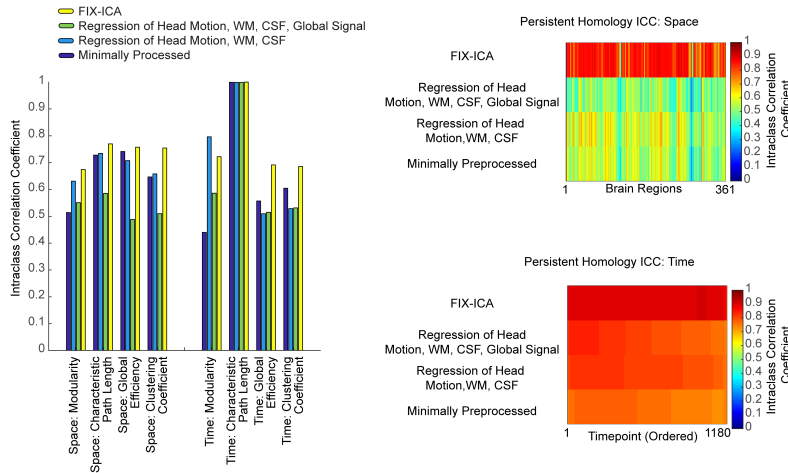 FIX-ICA
Regression of Head Motion, WM, CSF, Global Signal
Regression of Head Motion, WM, CSF
Minimally Processed
Intraclass Correlation Coefficient
1
0.9
0.8
0.7
0.6
0.5
0.4
0.3
0.2
0.1
0
Space: Modularity
Space: Characteristic
Path Length
Space: Global
Efficiency
Space: Clustering
Coefficient
Time: Modularity
Time: Characteristic
Path Length
Time: Global
Efficiency
Time: Clustering
Coefficient
Persistent Homology ICC: Space
FIX-ICA
Regression of Head
Motion, WM, CSF, Global Signal
Regression of Head
Motion,WM, CSF
Minimally Preprocessed
1
Brain Regions
361
1
0.9
0.8
0.7
0.6
0.5
0.4
0.3
0.2
0.1
0
Intraclass Correlation
Coefficient
Persistent Homology ICC: Time
FIX-ICA
Regression of Head
Motion, WM, CSF, Global Signal
Regression of Head
Motion,WM, CSF
Minimally Preprocessed
1
Timepoint (Ordered)
1180
1
0.9
0.8
0.7
0.6
0.5
0.4
0.3
0.2
0.1
0
Intraclass Correlation
Coefficient